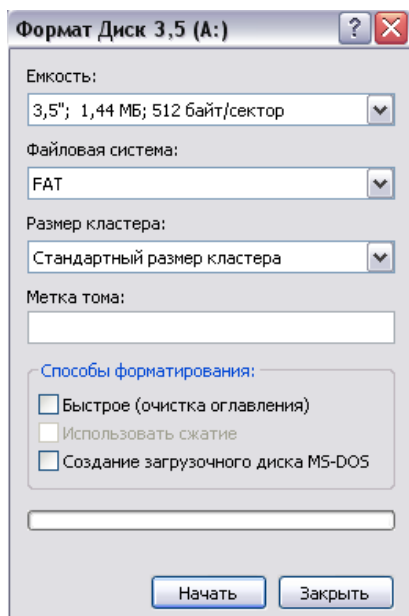 Формат Диск 3,5 (A:)
Емкость:
3,5"; 1,44 МБ; 512 байт/сектор
Файловая система:
FAT
Размер кластера:
Стандартный размер кластера
Метка тома:
Способы форматирования:
Быстрое (очистка оглавления)
Использовать сжатие
Создание загрузочного диска MS-DOS
Начать Закрыть